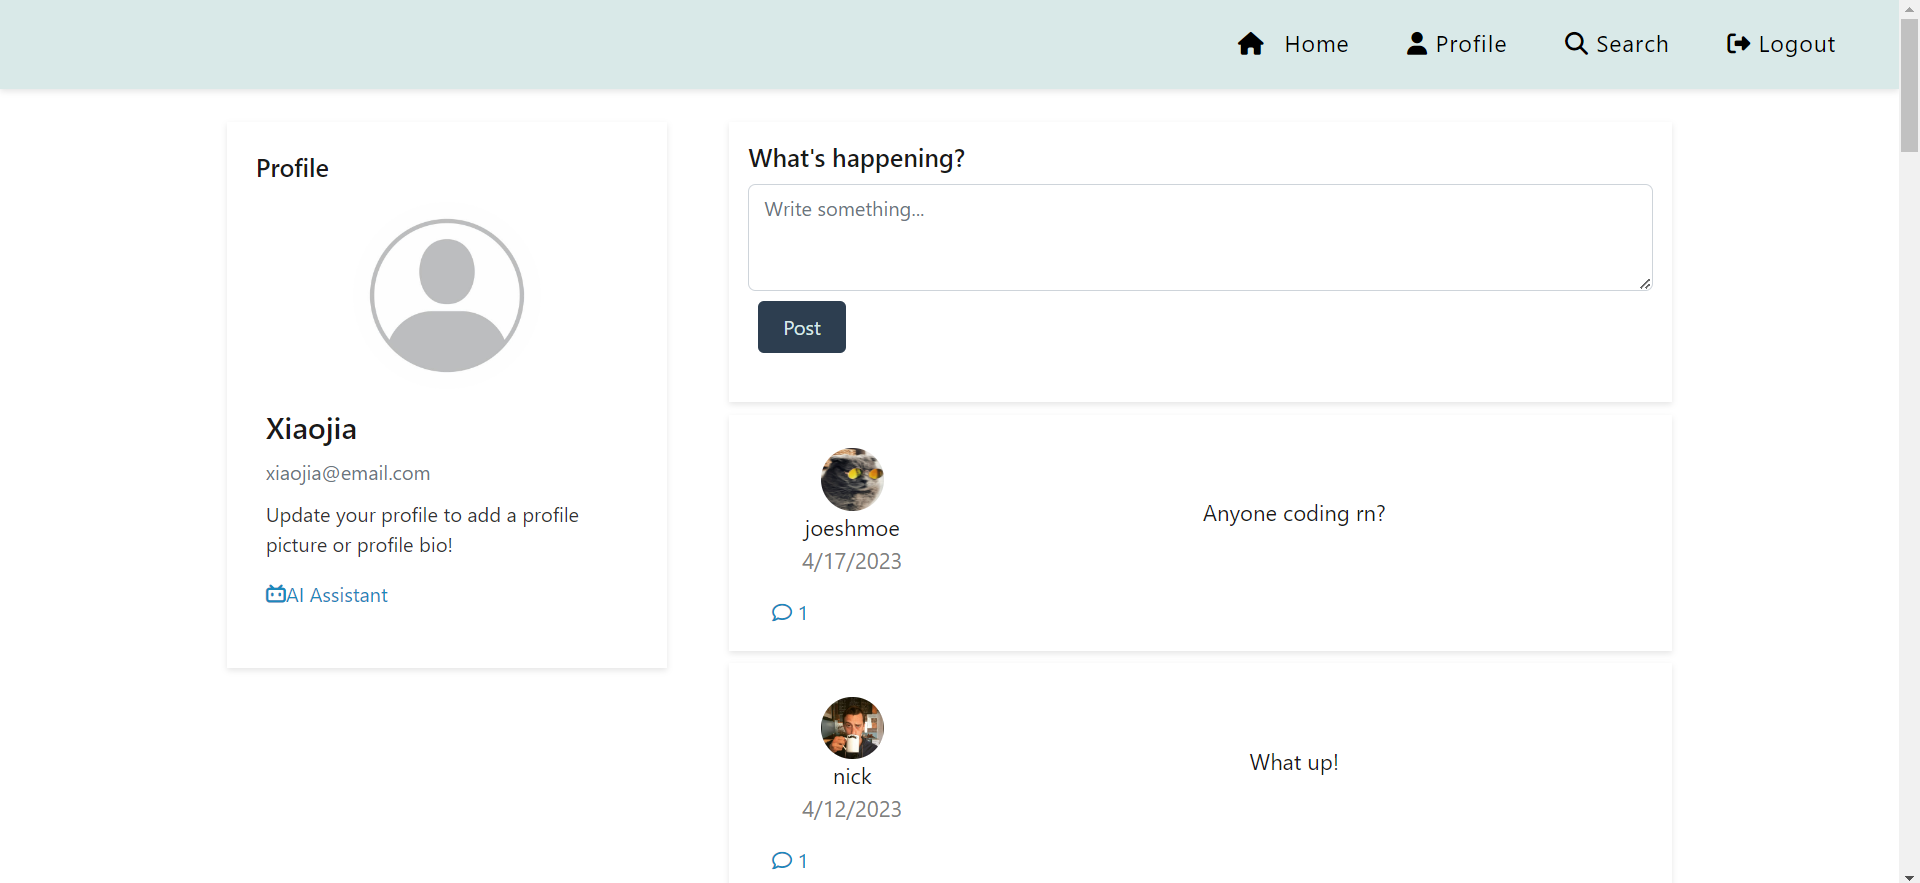 Home Profile Search Logout
Profile
Xiaojia
xiaojia@email.com
Update your profile to add a profile
picture or profile bio!
AI Assistant
What's happening?
Write something...
Post
joeshmoe
4/17/2023
Anyone coding rn?
1
nick
4/12/2023
What up!
1